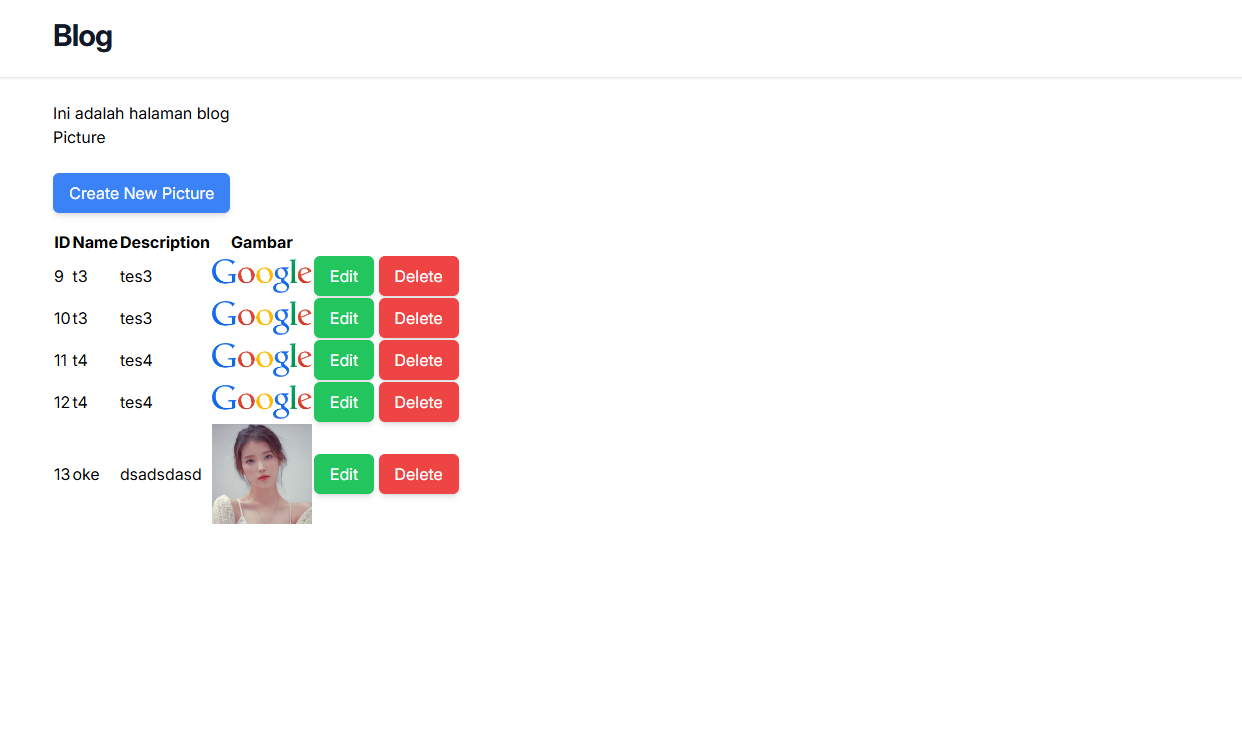 Blog
Ini adalah halaman blog
Picture
Create New Picture
ID Name Description Gambar
9 t3 tes3 Google Edit Delete
10 t3 tes3 Google Edit Delete
11 t4 tes4 Google Edit Delete
12 t4 tes4 Google Edit Delete
13 oke dsadsdasd Edit Delete